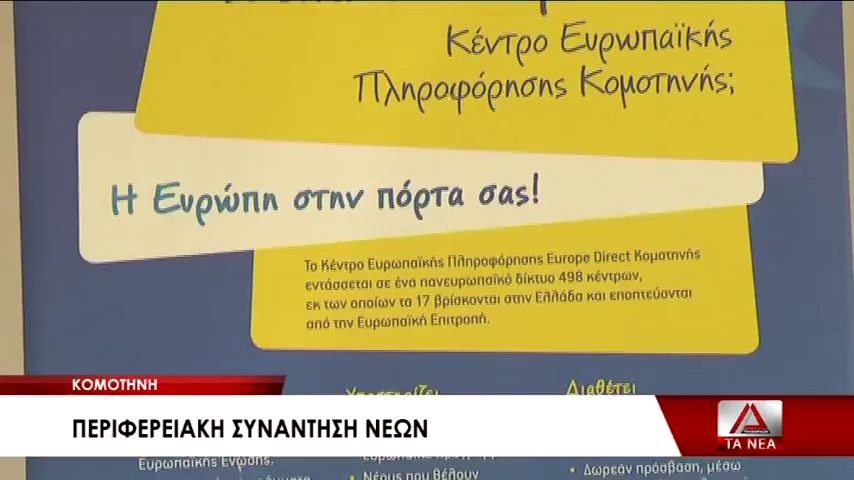 Κέντρο Ευρωπαϊκής
Πληροφόρησης Κομοτηνής;
Η Ευρώπη στην πόρτα σας!
Το Κέντρο Ευρωπαϊκής Πληροφόρησης Europe Direct Κομοτηνής
εντάσσεται σε ένα πανευρωπαϊκό δίκτυο 498 κέντρων,
εκ των οποίων τα 17 βρίσκονται στην Ελλάδα και εποπτεύονται
από την Ευρωπαϊκή Επιτροπή.
Υποστηρίζει
Διαθέτει
ΚΟΜΟΤΗΝΗ
ΠΕΡΙΦΕΡΕΙΑΚΗ ΣΥΝΑΝΤΗΣΗ ΝΕΩΝ
ΤΑ ΝΕΑ
Ευρωπαϊκής Ένωσης,
• Νέους που θέλουν
• Δωρεάν πρόσβαση, μέσω